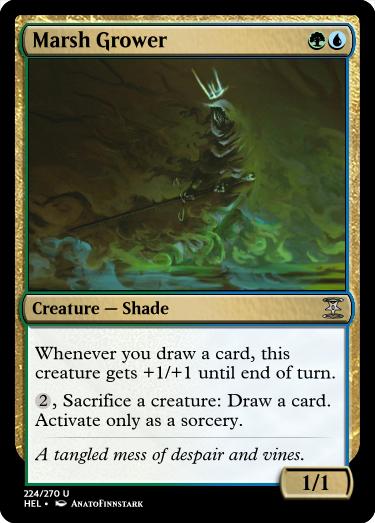 Marsh Grower
Creature — Shade
Whenever you draw a card, this
creature gets +1/+1 until end of turn.
2, Sacrifice a creature: Draw a card.
Activate only as a sorcery.
A tangled mess of despair and vines.
1/1
224/270 U
HEL • AnatoFinnstark